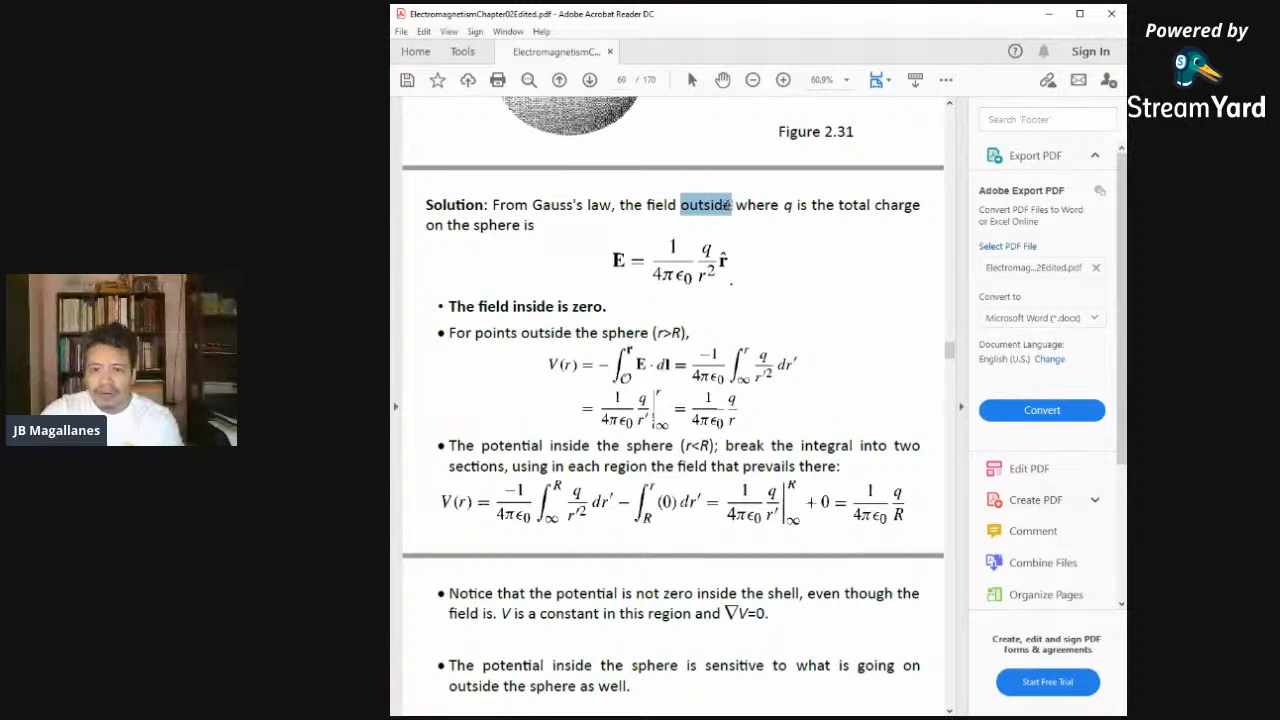 ElectromagnetismChapter02Edited.pdf - Adobe Acrobat Reader DC
File Edit View Sign Window Help
Home Tools ElectromagnetismC... × Sign In
69 / 170 60.9%
Figure 2.31
Search 'Footer'
Export PDF
Adobe Export PDF
Convert PDF Files to Word
or Excel Online
Select PDF File
Electromag...2Edited.pdf ×
Convert to
Microsoft Word (*.docx)
Document Language:
English (U.S.) Change
Convert
Edit PDF
Create PDF
Comment
Combine Files
Organize Pages
Create, edit and sign PDF
forms & agreements
Start Free Trial
Solution: From Gauss's law, the field outside where q is the total charge
on the sphere is
E = 1/4πϵ₀ q/r² r̂ .
• The field inside is zero.
• For points outside the sphere (r>R),
V(r) = −∫_O^r E · dl = −1/4πϵ₀ ∫_∞^r q/r′² dr′
= 1/4πϵ₀ q/r′ |_∞^r = 1/4πϵ₀ q/r
• The potential inside the sphere (r<R); break the integral into two
sections, using in each region the field that prevails there:
V(r) = −1/4πϵ₀ ∫_∞^R q/r′² dr′ − ∫_R^r (0) dr′ = 1/4πϵ₀ q/r′ |_∞^R + 0 = 1/4πϵ₀ q/R
• Notice that the potential is not zero inside the shell, even though the
field is. V is a constant in this region and ∇V=0.
• The potential inside the sphere is sensitive to what is going on
outside the sphere as well.
JB Magallanes
Powered by
StreamYard